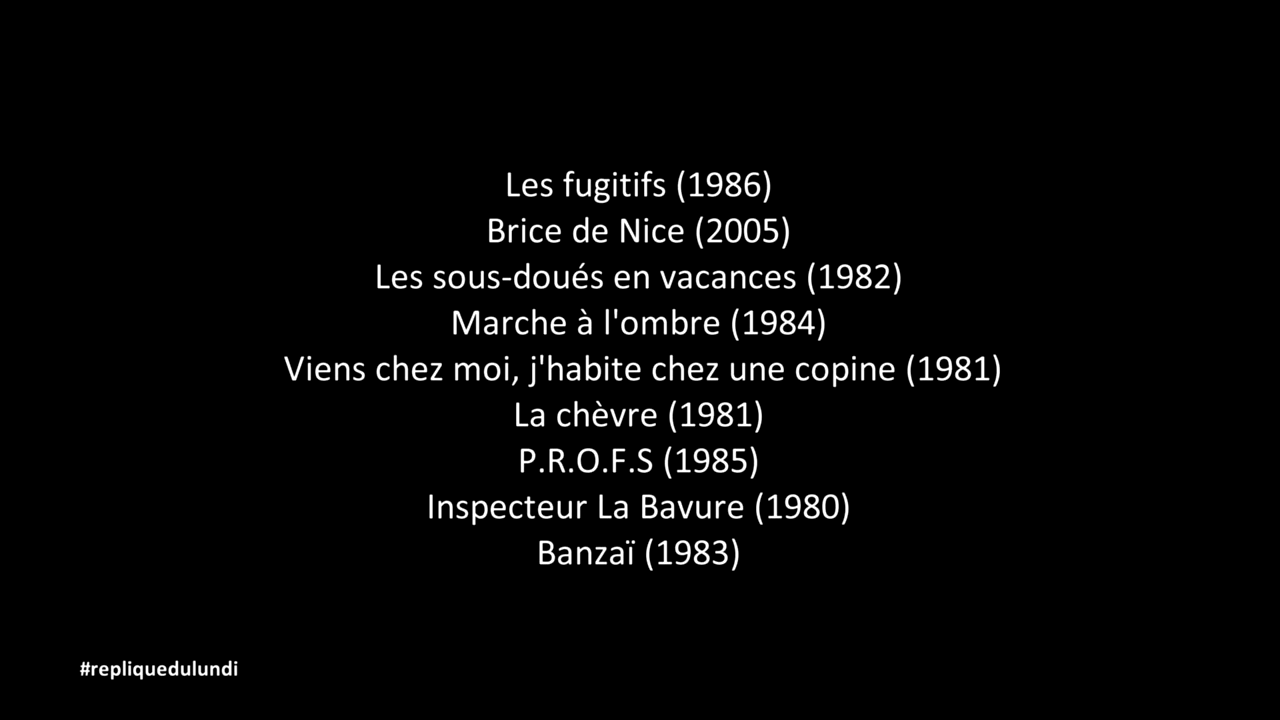 Les fugitifs (1986)
Brice de Nice (2005)
Les sous-doués en vacances (1982)
Marche à l'ombre (1984)
Viens chez moi, j'habite chez une copine (1981)
La chèvre (1981)
P.R.O.F.S (1985)
Inspecteur La Bavure (1980)
Banzaï (1983)
#repliquedulundi